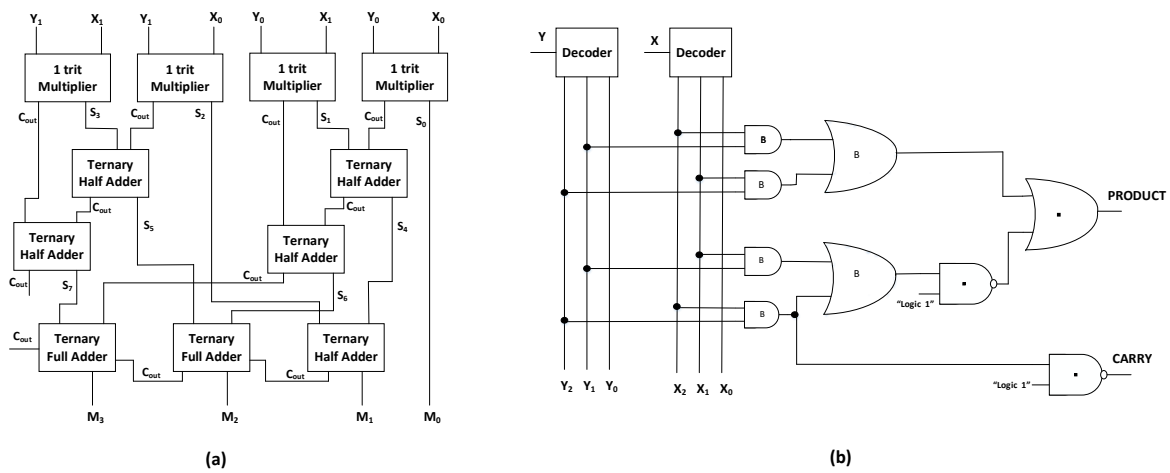 Y₁ X₁ Y₁ X₀ Y₀ X₁ Y₀ X₀
1 trit Multiplier
1 trit Multiplier
1 trit Multiplier
1 trit Multiplier
Cout S₃ Cout S₂ Cout S₁ Cout S₀
Ternary Half Adder
Ternary Half Adder
Cout S₅ Cout S₄
Ternary Half Adder
Ternary Half Adder
Cout S₇ Cout S₆
Ternary Full Adder
Ternary Full Adder
Ternary Half Adder
Cout Cout Cout
M₃ M₂ M₁ M₀
(a)
Y Decoder
X Decoder
B
B
B
B
B
B
PRODUCT
"Logic 1"
CARRY
"Logic 1"
Y₂ Y₁ Y₀ X₂ X₁ X₀
(b)